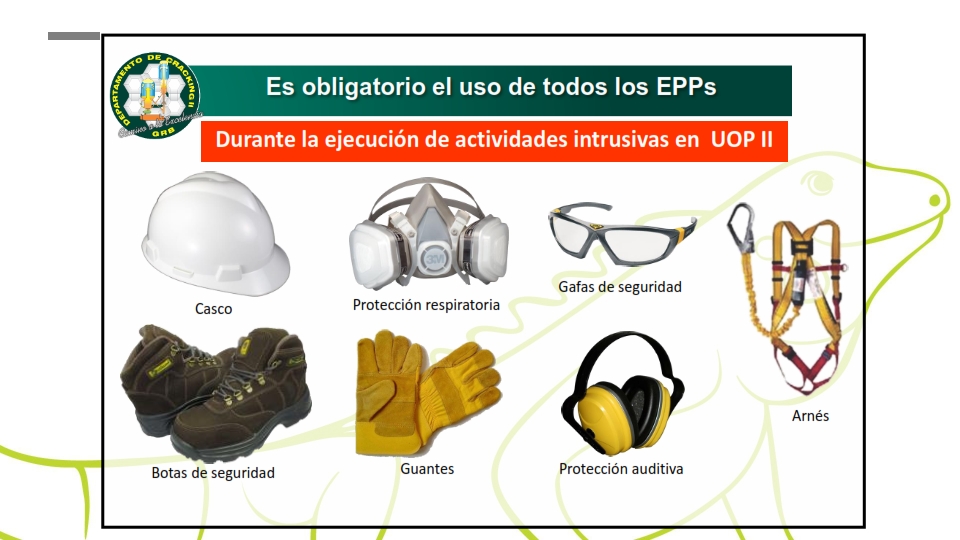 DEPARTAMENTO DE CRACKING II
Camino a la Excelencia
GRB
Es obligatorio el uso de todos los EPPs
Durante la ejecución de actividades intrusivas en UOP II
Casco
3M
Protección respiratoria
Gafas de seguridad
Arnés
Botas de seguridad
Guantes
Protección auditiva